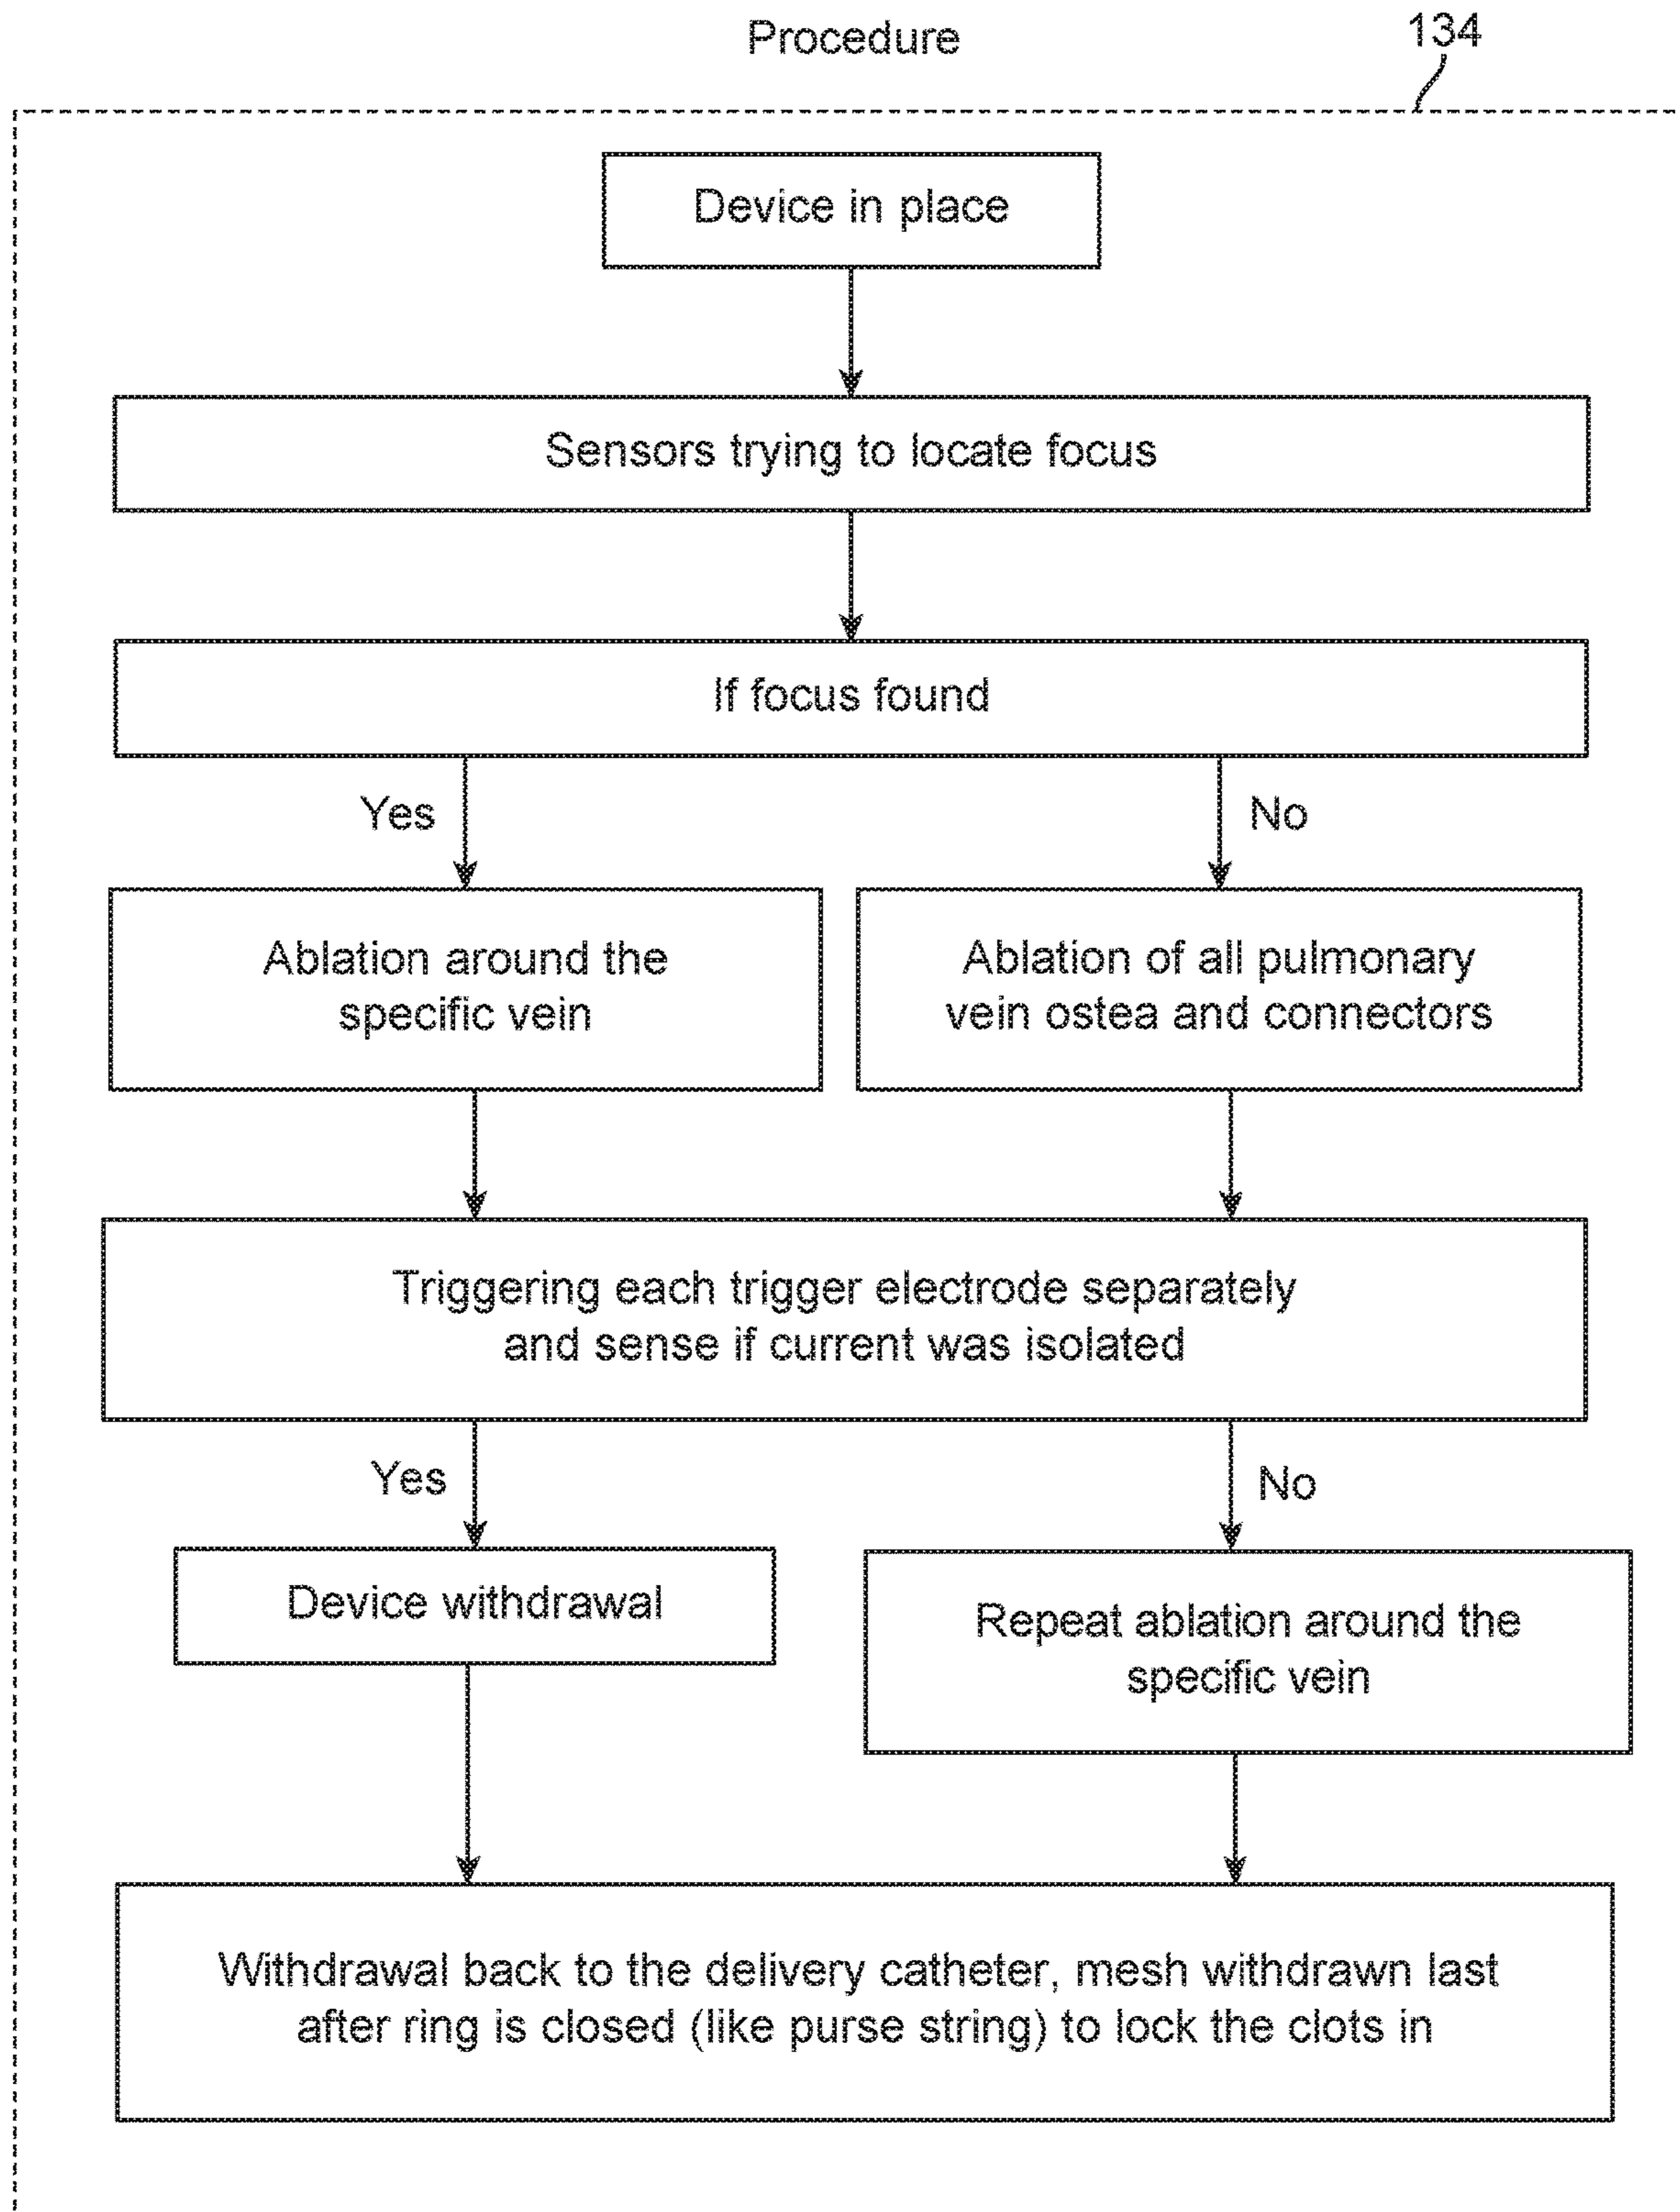 Procedure
134
Device in place
Sensors trying to locate focus
If focus found
Yes
No
Ablation around the
specific vein
Ablation of all pulmonary
vein ostea and connectors
Triggering each trigger electrode separately
and sense if current was isolated
Yes
No
Device withdrawal
Repeat ablation around the
specific vein
Withdrawal back to the delivery catheter, mesh withdrawn last
after ring is closed (like purse string) to lock the clots in